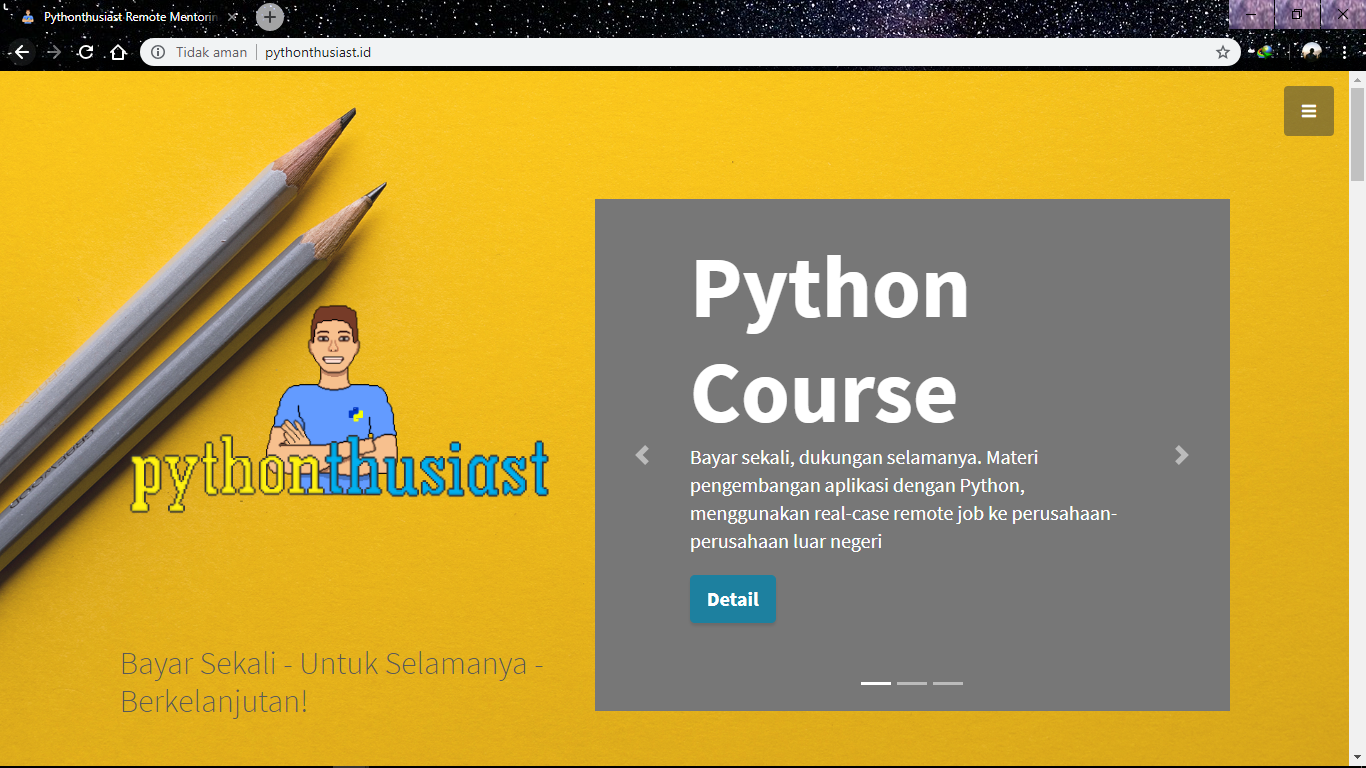 Pythonthusiast Remote Mentorin
Tidak aman
pythonthusiast.id
Python
Course
pythonthusiast
Bayar sekali, dukungan selamanya. Materi
pengembangan aplikasi dengan Python,
menggunakan real-case remote job ke perusahaan-
perusahaan luar negeri
Detail
Bayar Sekali - Untuk Selamanya -
Berkelanjutan!